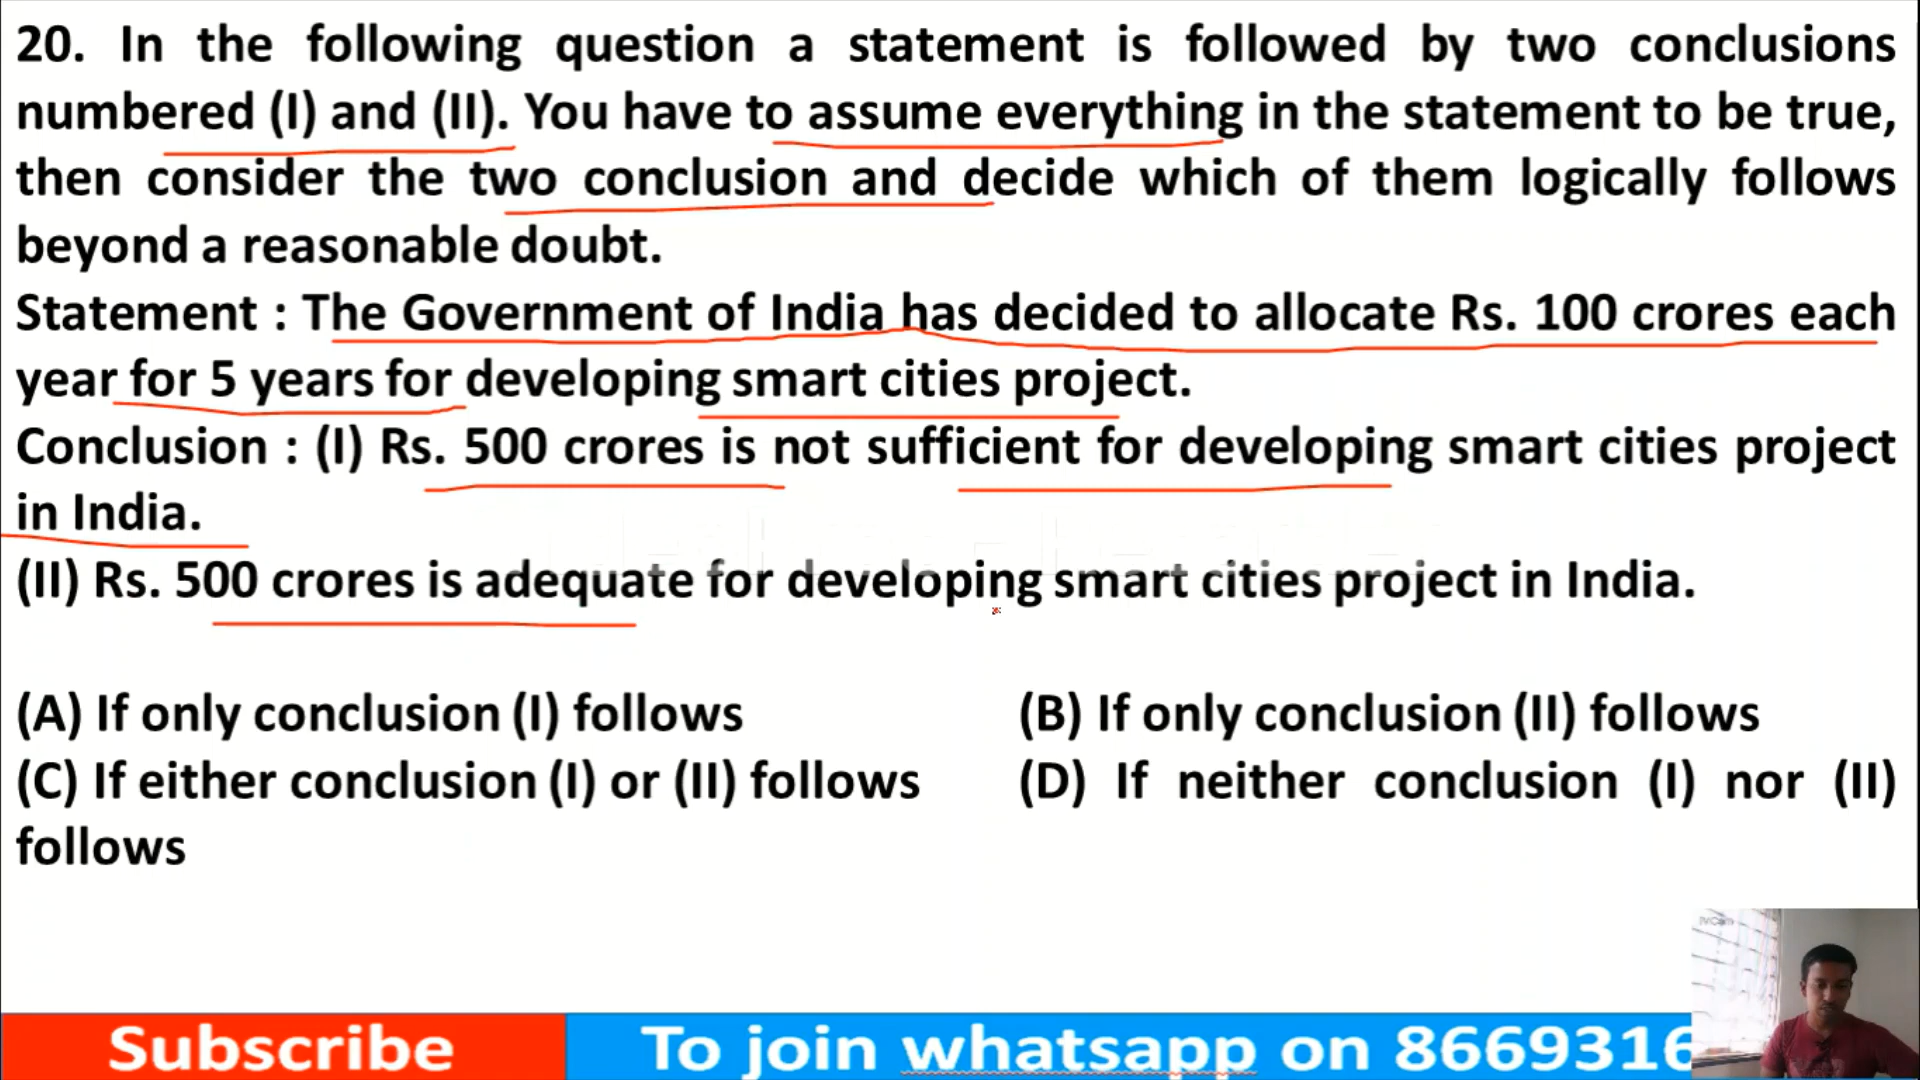 20. In the following question a statement is followed by two conclusions
numbered (I) and (II). You have to assume everything in the statement to be true,
then consider the two conclusion and decide which of them logically follows
beyond a reasonable doubt.
Statement : The Government of India has decided to allocate Rs. 100 crores each
year for 5 years for developing smart cities project.
Conclusion : (I) Rs. 500 crores is not sufficient for developing smart cities project
in India.
(II) Rs. 500 crores is adequate for developing smart cities project in India.
(A) If only conclusion (I) follows (B) If only conclusion (II) follows
(C) If either conclusion (I) or (II) follows (D) If neither conclusion (I) nor (II)
follows
Subscribe To join whatsapp on 8669316